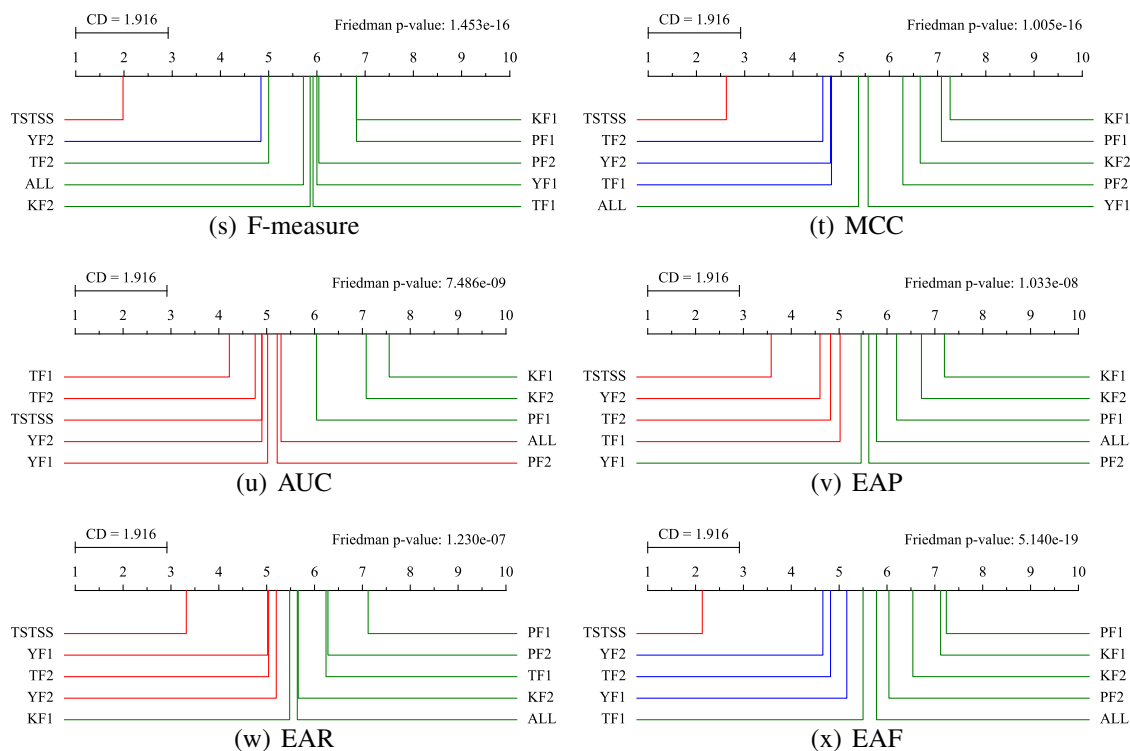 CD = 1.916
Friedman p-value: 1.453e-16
1 2 3 4 5 6 7 8 9 10
TSTSS KF1
YF2 PF1
TF2 PF2
ALL YF1
KF2 TF1
(s) F-measure
CD = 1.916
Friedman p-value: 1.005e-16
1 2 3 4 5 6 7 8 9 10
TSTSS KF1
TF2 PF1
YF2 KF2
TF1 PF2
ALL YF1
(t) MCC
CD = 1.916
Friedman p-value: 7.486e-09
1 2 3 4 5 6 7 8 9 10
TF1 KF1
TF2 KF2
TSTSS PF1
YF2 ALL
YF1 PF2
(u) AUC
CD = 1.916
Friedman p-value: 1.033e-08
1 2 3 4 5 6 7 8 9 10
TSTSS KF1
YF2 KF2
TF2 PF1
TF1 ALL
YF1 PF2
(v) EAP
CD = 1.916
Friedman p-value: 1.230e-07
1 2 3 4 5 6 7 8 9 10
TSTSS PF1
YF1 PF2
TF2 TF1
YF2 KF2
KF1 ALL
(w) EAR
CD = 1.916
Friedman p-value: 5.140e-19
1 2 3 4 5 6 7 8 9 10
TSTSS PF1
YF2 KF1
TF2 KF2
YF1 PF2
TF1 ALL
(x) EAF